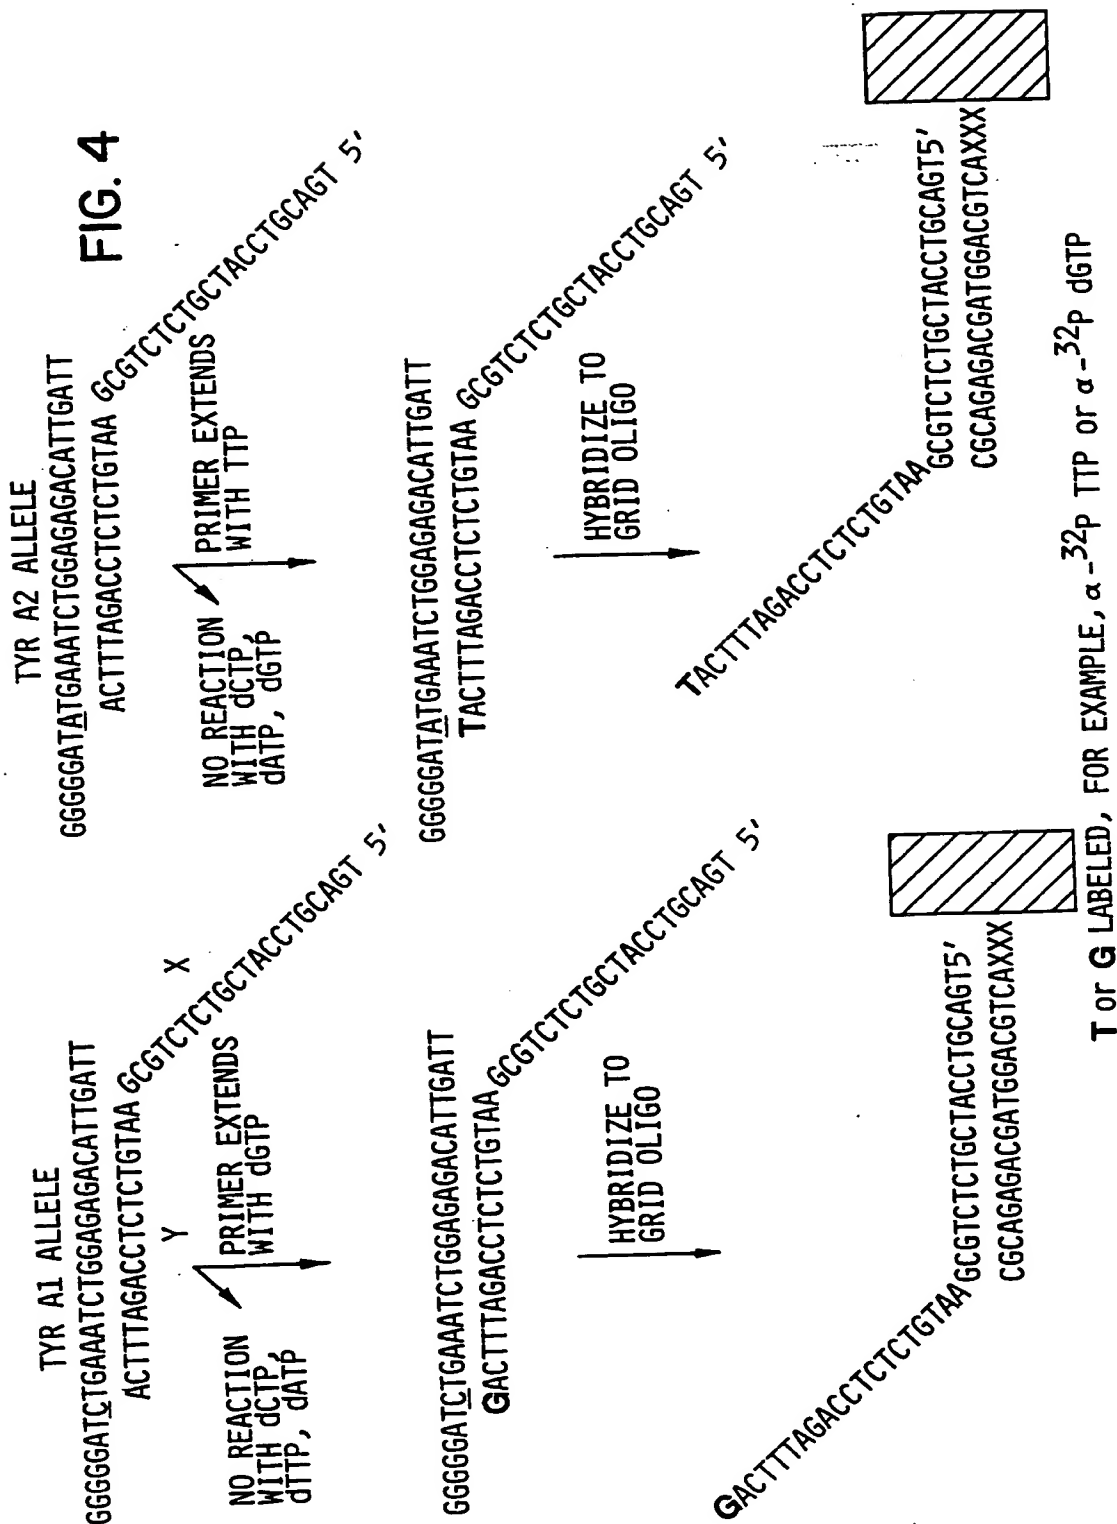 FIG. 4
TYR A1 ALLELE
GGGGGATCTGAAATCTGGAGAGACATTGATT
ACTTTAGACCTCTCTGTAA GCGTCTCTGCTACCTGCAGT 5'
Y
X
NO REACTION
WITH dCTP,
dTTP, dATP
PRIMER EXTENDS
WITH dGTP
GGGGGATCTGAAATCTGGAGAGACATTGATT
GACTTTAGACCTCTCTGTAA GCGTCTCTGCTACCTGCAGT 5'
HYBRIDIZE TO
GRID OLIGO
GACTTTAGACCTCTCTGTAA GCGTCTCTGCTACCTGCAGT5'
CGCAGAGACGATGGACGTCAXXX
TYR A2 ALLELE
GGGGGATATGAAATCTGGAGAGACATTGATT
ACTTTAGACCTCTCTGTAA GCGTCTCTGCTACCTGCAGT 5'
NO REACTION
WITH dCTP,
dATP, dGTP
PRIMER EXTENDS
WITH TTP
GGGGGATATGAAATCTGGAGAGACATTGATT
TACTTTAGACCTCTCTGTAA GCGTCTCTGCTACCTGCAGT 5'
HYBRIDIZE TO
GRID OLIGO
TACTTTAGACCTCTCTGTAA GCGTCTCTGCTACCTGCAGT5'
CGCAGAGACGATGGACGTCAXXX
T or G LABELED, FOR EXAMPLE, α-³²P TTP or α-³²P dGTP